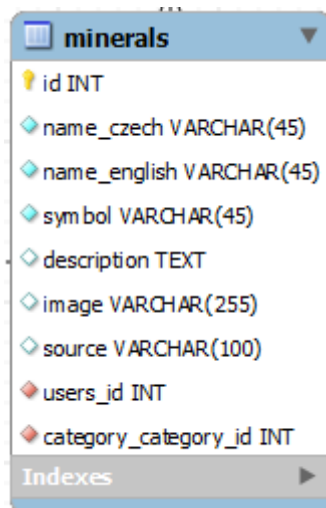 minerals
id INT
name_czech VARCHAR(45)
name_english VARCHAR(45)
symbol VARCHAR(45)
description TEXT
image VARCHAR(255)
source VARCHAR(100)
users_id INT
category_category_id INT
Indexes